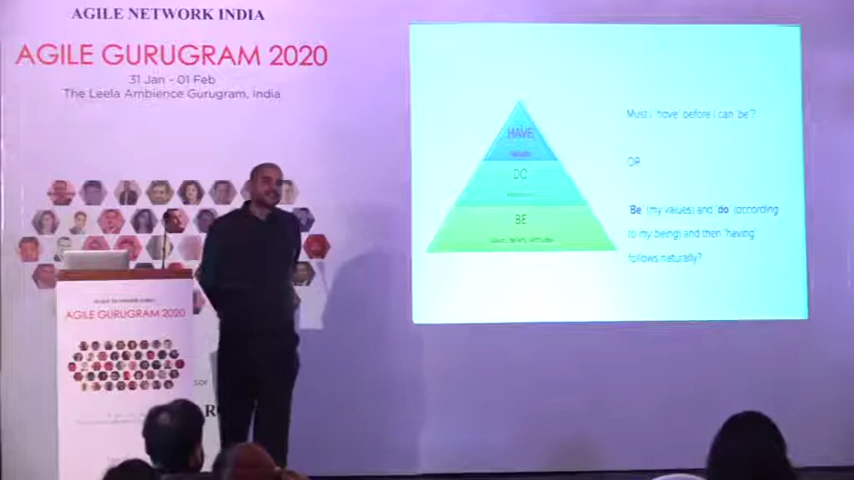 AGILE NETWORK INDIA
AGILE GURUGRAM 2020
31 Jan - 01 Feb
The Leela Ambience Gurugram, India
HAVE
DO
BE
Must i 'have' before i can 'be'?
OR
'Be (my values) and 'do (according
to my being) and then 'having'
follows naturally?
AGILE GURUGRAM 2020